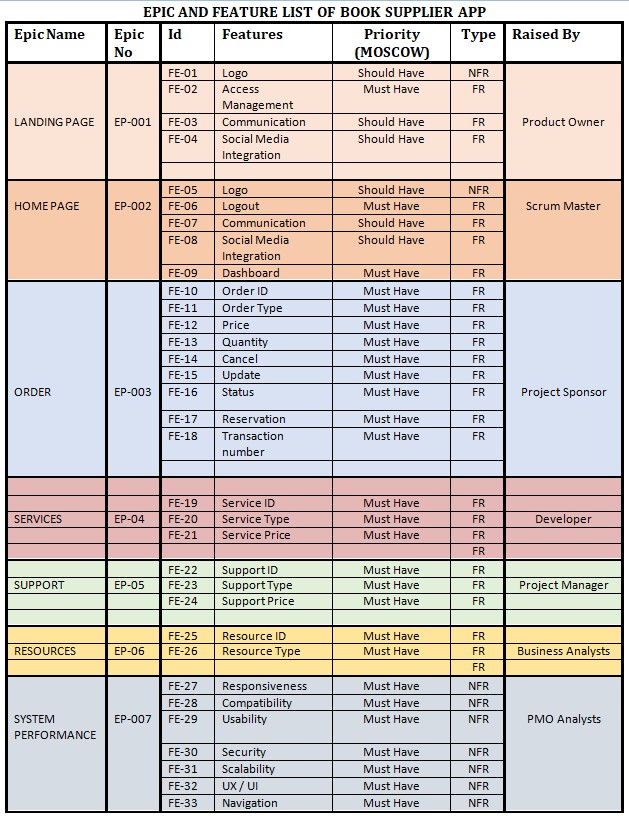 EPIC AND FEATURE LIST OF BOOK SUPPLIER APP
Epic Name Epic No Id Features Priority (MOSCOW) Type Raised By
FE-01 Logo Should Have NFR
FE-02 Access Management Must Have FR
LANDING PAGE EP-001 FE-03 Communication Should Have FR Product Owner
FE-04 Social Media Integration Should Have FR
FE-05 Logo Should Have NFR
HOME PAGE EP-002 FE-06 Logout Must Have FR Scrum Master
FE-07 Communication Should Have FR
FE-08 Social Media Integration Should Have FR
FE-09 Dashboard Must Have FR
FE-10 Order ID Must Have FR
FE-11 Order Type Must Have FR
FE-12 Price Must Have FR
FE-13 Quantity Must Have FR
FE-14 Cancel Must Have FR
FE-15 Update Must Have FR
ORDER EP-003 FE-16 Status Must Have FR Project Sponsor
FE-17 Reservation Must Have FR
FE-18 Transaction number Must Have FR
FE-19 Service ID Must Have FR
SERVICES EP-04 FE-20 Service Type Must Have FR Developer
FE-21 Service Price Must Have FR
FR
FE-22 Support ID Must Have FR
SUPPORT EP-05 FE-23 Support Type Must Have FR Project Manager
FE-24 Support Price Must Have FR
FE-25 Resource ID Must Have FR
RESOURCES EP-06 FE-26 Resource Type Must Have FR Business Analysts
FR
FE-27 Responsiveness Must Have NFR
FE-28 Compatibility Must Have NFR
SYSTEM PERFORMANCE EP-007 FE-29 Usability Must Have NFR PMO Analysts
FE-30 Security Must Have NFR
FE-31 Scalability Must Have NFR
FE-32 UX / UI Must Have NFR
FE-33 Navigation Must Have NFR